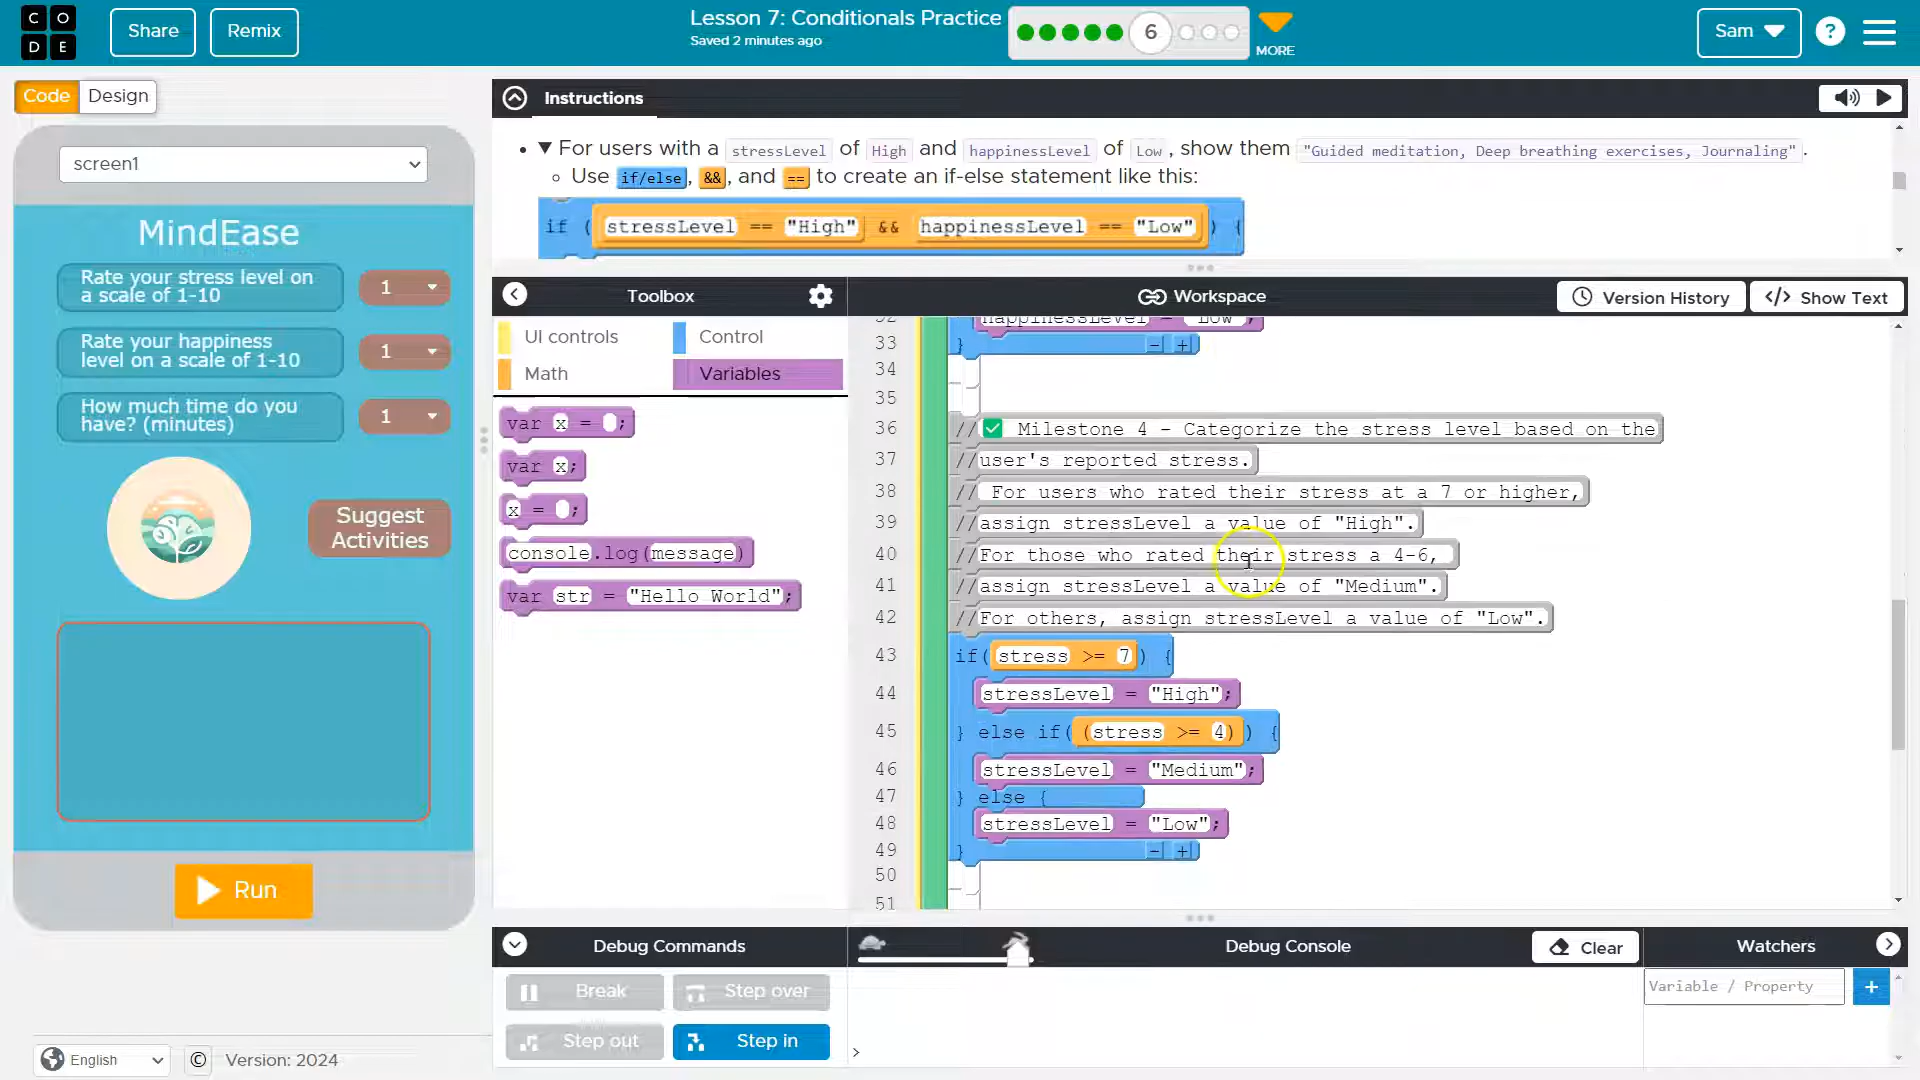 C O
D E
Share
Remix
Lesson 7: Conditionals Practice
Saved 2 minutes ago
6
MORE
Sam
?
Code
Design
Instructions
screen1
For users with a stressLevel of High and happinessLevel of Low, show them "Guided meditation, Deep breathing exercises, Journaling".
Use if/else, &&, and == to create an if-else statement like this:
if ( stressLevel == "High" && happinessLevel == "Low" ) {
MindEase
Rate your stress level on
a scale of 1-10
1
Rate your happiness
level on a scale of 1-10
1
How much time do you
have? (minutes)
1
Suggest
Activities
Run
Toolbox
Workspace
Version History
</> Show Text
UI controls
Control
Math
Variables
var x = ;
var x;
x = ;
console.log(message)
var str = "Hello World";
32 happinessLevel = "Low";
33 } - +
34
35
36 //✅ Milestone 4 - Categorize the stress level based on the
37 //user's reported stress.
38 // For users who rated their stress at a 7 or higher,
39 //assign stressLevel a value of "High".
40 //For those who rated their stress a 4-6,
41 //assign stressLevel a value of "Medium".
42 //For others, assign stressLevel a value of "Low".
43 if( stress >= 7 ) {
44 stressLevel = "High";
45 } else if( (stress >= 4) ) {
46 stressLevel = "Medium";
47 } else {
48 stressLevel = "Low";
49 } - +
50
51
Debug Commands
Debug Console
Clear
Watchers
Break
Step over
Step out
Step in
>
Variable / Property
+
English
©
Version: 2024